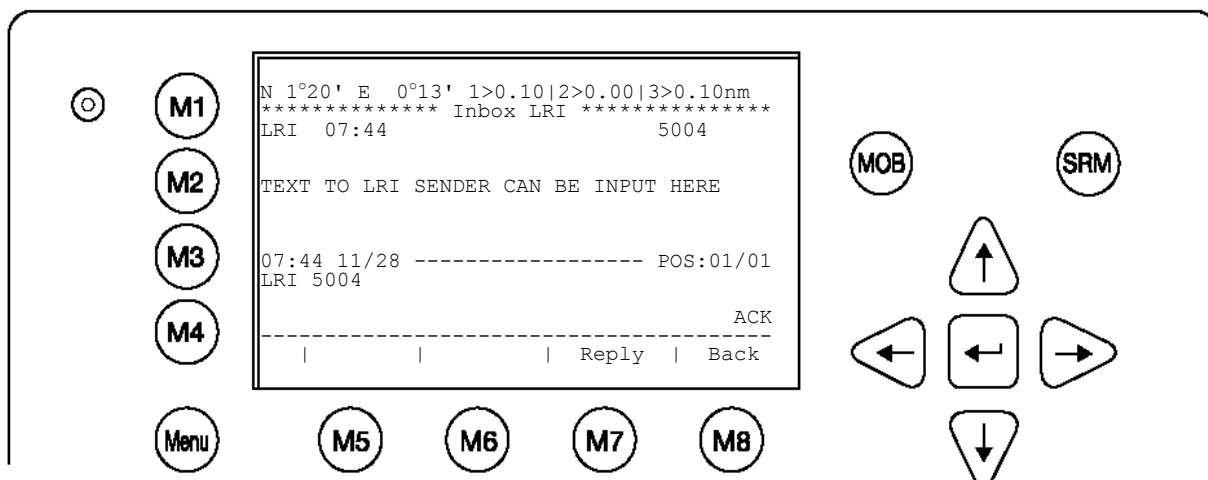 N 1°20' E 0°13' 1>0.10|2>0.00|3>0.10nm
************** Inbox LRI ***************
LRI 07:44 5004
TEXT TO LRI SENDER CAN BE INPUT HERE
07:44 11/28 ------------------ POS:01/01
LRI 5004
ACK
----------------------------------------
| | | Reply | Back
M1
M2
M3
M4
Menu
M5
M6
M7
M8
MOB
SRM